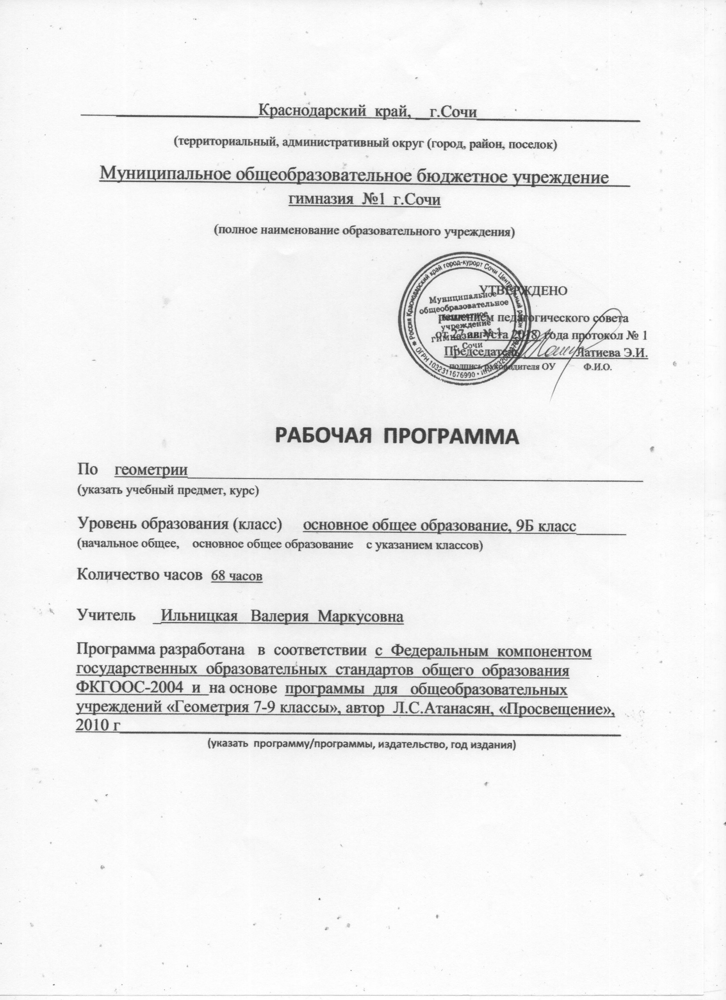 Краснодарский край, г.Сочи
(территориальный, административный округ (город, район, поселок)
Муниципальное общеобразовательное бюджетное учреждение
гимназия №1 г.Сочи
(полное наименование образовательного учреждения)
УТВЕРЖДЕНО
решением педагогического совета
от 27 августа 2018 года протокол № 1
Председатель Латиева Э.И.
подпись руководителя ОУ Ф.И.О.
Россия Краснодарский край город-курорт Сочи Центральный район
ОГРН 1032311676990 • ИНН
Муниципальное
общеобразовательное
бюджетное
учреждение
гимназия № 1
г. Сочи
РАБОЧАЯ ПРОГРАММА
По геометрии
(указать учебный предмет, курс)
Уровень образования (класс) основное общее образование, 9Б класс
(начальное общее, основное общее образование с указанием классов)
Количество часов 68 часов
Учитель Ильницкая Валерия Маркусовна
Программа разработана в соответствии с Федеральным компонентом
государственных образовательных стандартов общего образования
ФКГООС-2004 и на основе программы для общеобразовательных
учреждений «Геометрия 7-9 классы», автор Л.С.Атанасян, «Просвещение»,
2010 г
(указать программу/программы, издательство, год издания)